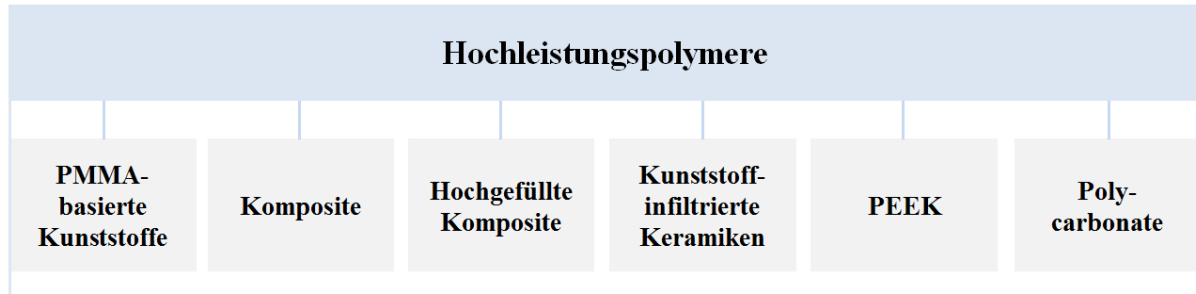 Hochleistungspolymere
PMMA-
basierte
Kunststoffe
Komposite
Hochgefüllte
Komposite
Kunststoff-
infiltrierte
Keramiken
PEEK
Poly-
carbonate